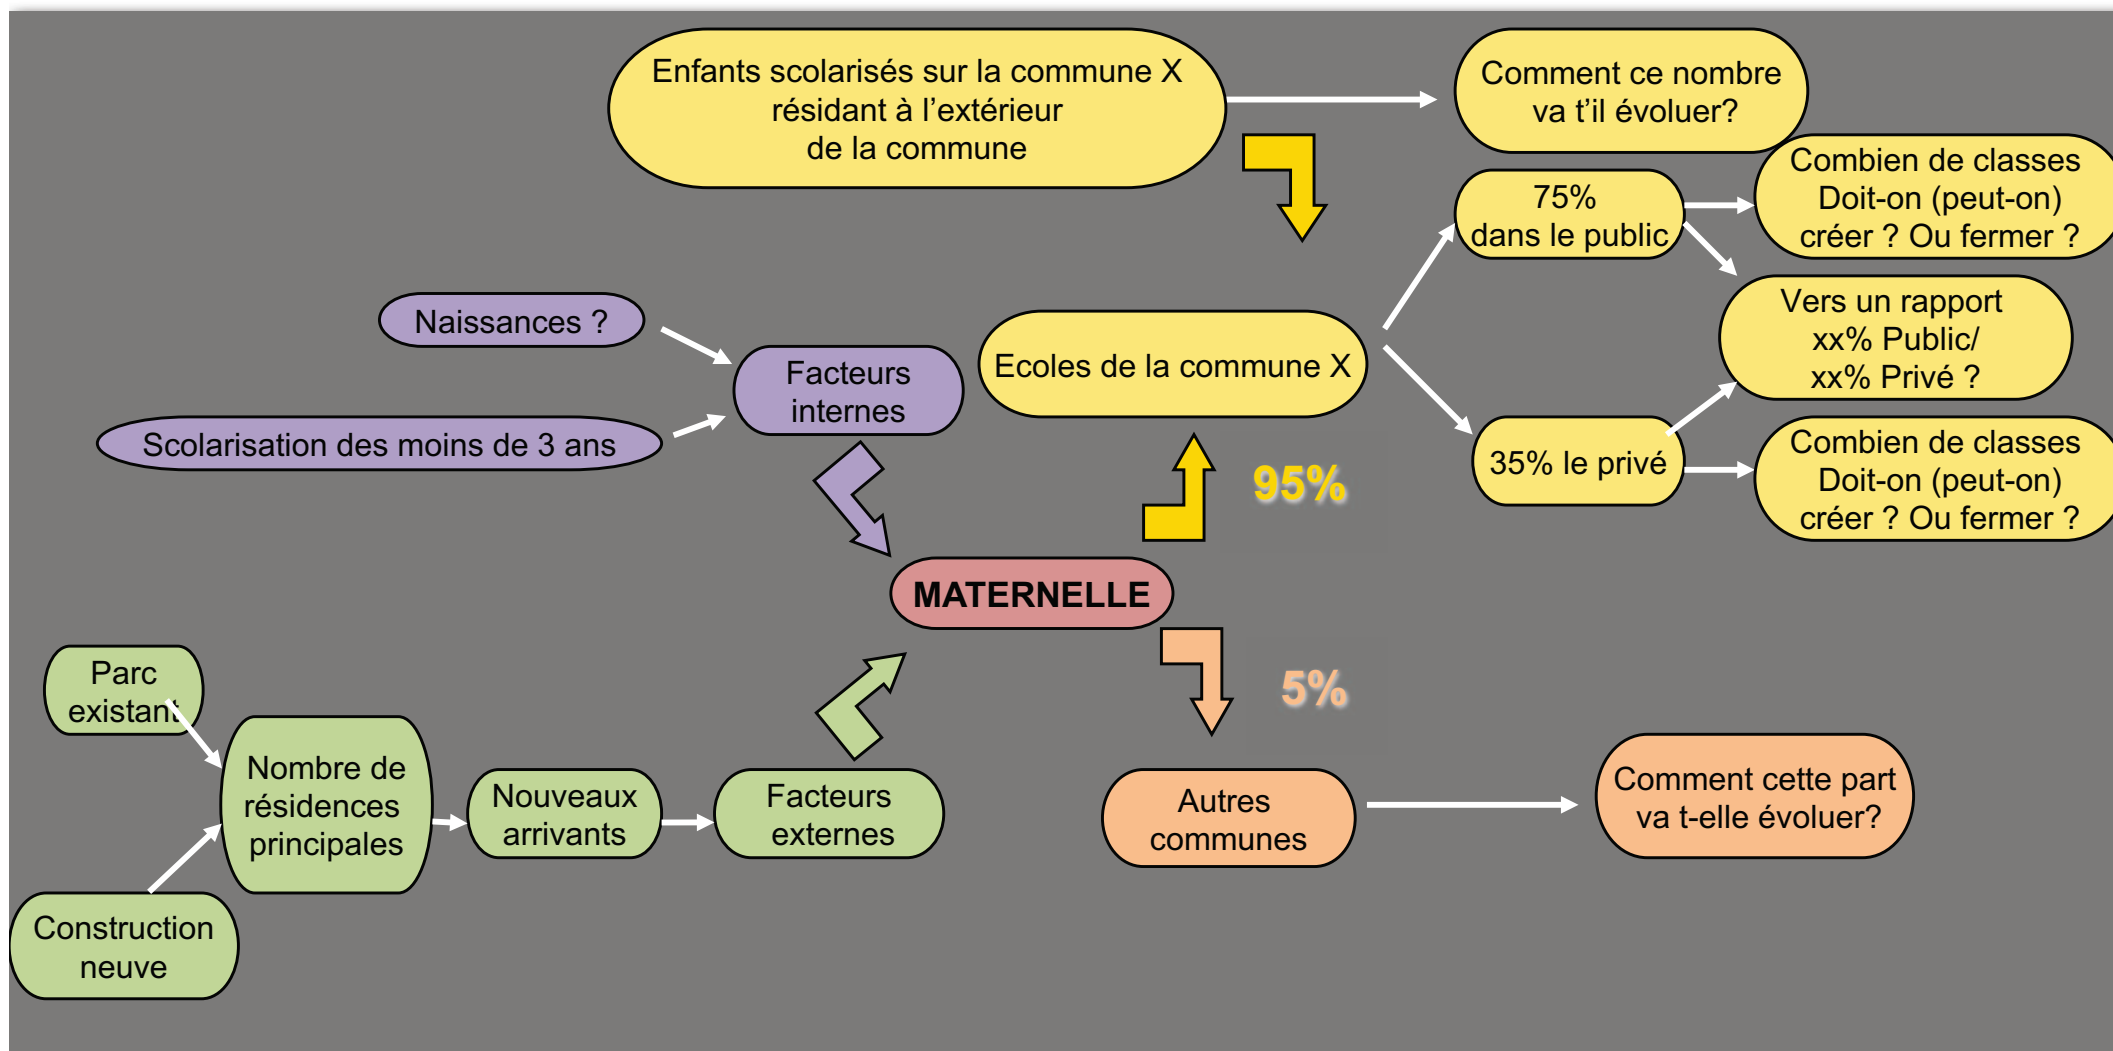 Enfants scolarisés sur la commune X
résidant à l’extérieur
de la commune
Comment ce nombre
va t’il évoluer?
75%
dans le public
Combien de classes
Doit-on (peut-on)
créer ? Ou fermer ?
Vers un rapport
xx% Public/
xx% Privé ?
Naissances ?
Facteurs
internes
Scolarisation des moins de 3 ans
Ecoles de la commune X
35% le privé
Combien de classes
Doit-on (peut-on)
créer ? Ou fermer ?
95%
MATERNELLE
5%
Parc
existant
Nombre de
résidences
principales
Nouveaux
arrivants
Facteurs
externes
Construction
neuve
Autres
communes
Comment cette part
va t-elle évoluer?